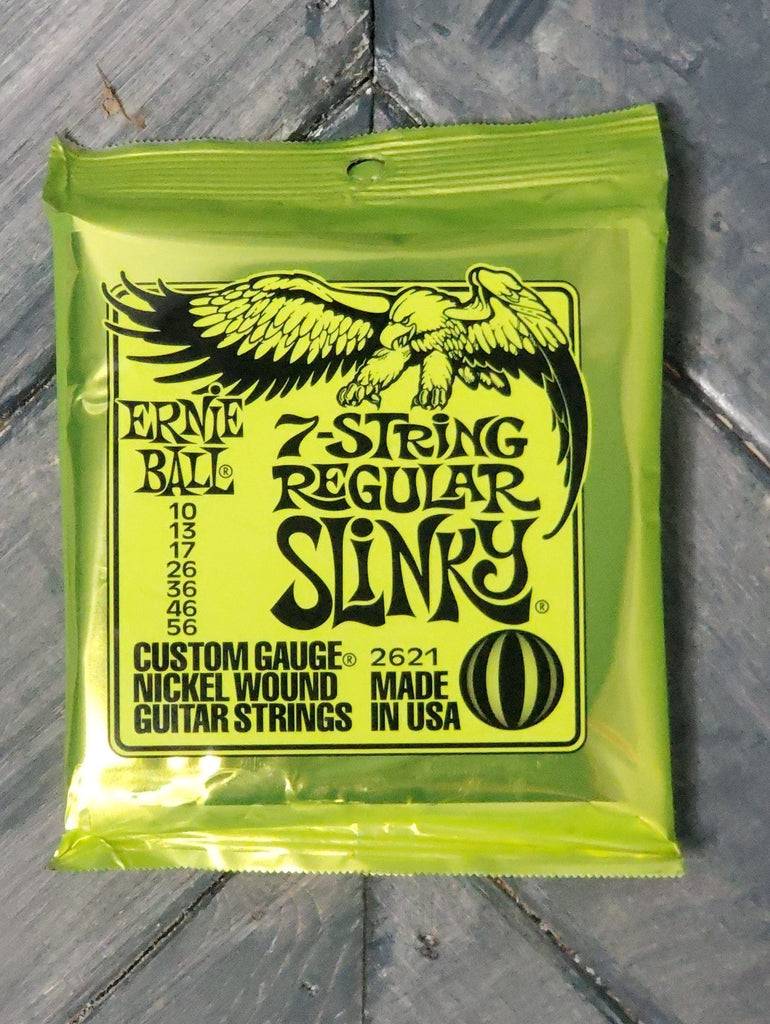 ERNIE
BALL®
10
13
17
26
36
46
56
7-STRING
REGULAR
SLINKY®
CUSTOM GAUGE®
NICKEL WOUND
GUITAR STRINGS
2621
MADE
IN USA